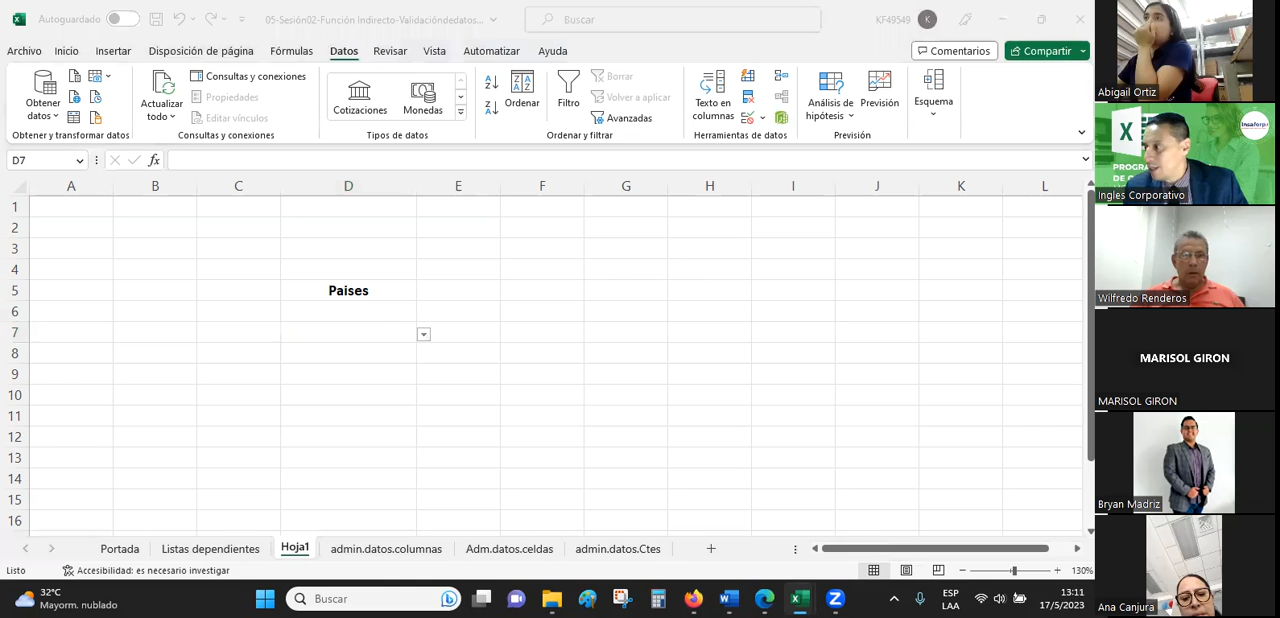 Autoguardado
05-Sesión02-Función Indirecto-Validacióndedatos...
Buscar
KF49549
K
Archivo Inicio Insertar Disposición de página Fórmulas Datos Revisar Vista Automatizar Ayuda
Comentarios
Compartir
Obtener datos
Actualizar todo
Consultas y conexiones
Propiedades
Editar vínculos
Cotizaciones
Monedas
Ordenar
Filtro
Borrar
Volver a aplicar
Avanzadas
Texto en columnas
Análisis de hipótesis
Previsión
Esquema
Obtener y transformar datos
Consultas y conexiones
Tipos de datos
Ordenar y filtrar
Herramientas de datos
Previsión
D7
fx
A B C D E F G H I J K L
1
2
3
4
5
Paises
6
7
8
9
10
11
12
13
14
15
16
Portada
Listas dependientes
Hoja1
admin.datos.columnas
Adm.datos.celdas
admin.datos.Ctes
Listo
Accesibilidad: es necesario investigar
130%
32°C
Mayorm. nublado
Buscar
ESP
LAA
13:11
17/5/2023
Abigail Ortiz
Insaforp
PROGRA
DE C
Ingles Corporativo
Wilfredo Renderos
MARISOL GIRON
MARISOL GIRON
Bryan Madriz
Ana Canjura